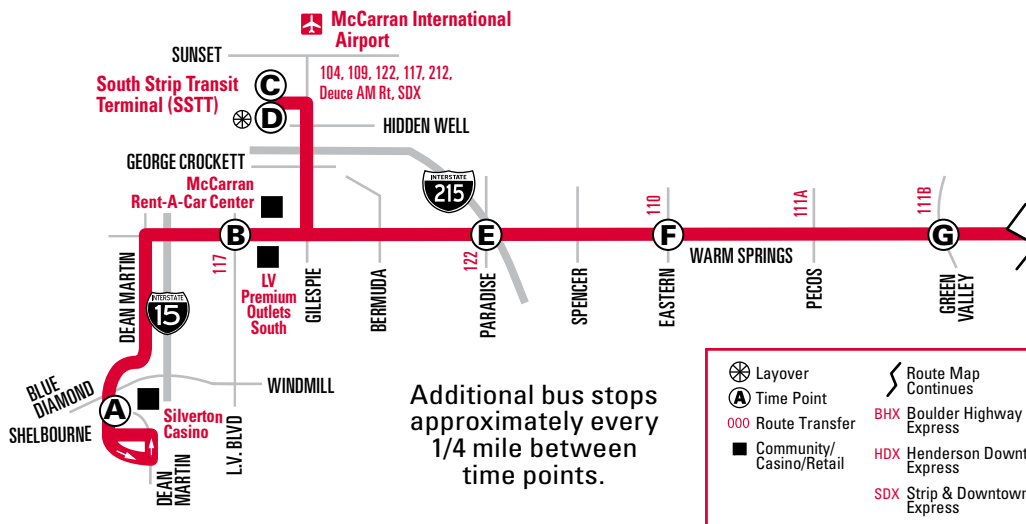 McCarran International
Airport
SUNSET
South Strip Transit
Terminal (SSTT)
C
D
104, 109, 122, 117, 212,
Deuce AM Rt, SDX
HIDDEN WELL
GEORGE CROCKETT
McCarran
Rent-A-Car Center
INTERSTATE
215
110
111A
111B
B
E
F
G
WARM SPRINGS
117
122
LV
Premium
Outlets
South
DEAN MARTIN
INTERSTATE
15
GILESPIE
BERMUDA
PARADISE
SPENCER
EASTERN
PECOS
GREEN
VALLEY
BLUE
DIAMOND
WINDMILL
A
SHELBOURNE
Silverton
Casino
DEAN
MARTIN
L.V. BLVD
Additional bus stops
approximately every
1/4 mile between
time points.
Layover
A Time Point
000 Route Transfer
Community/
Casino/Retail
Route Map
Continues
BHX Boulder Highway
Express
HDX Henderson Downt
Express
SDX Strip & Downtown
Express